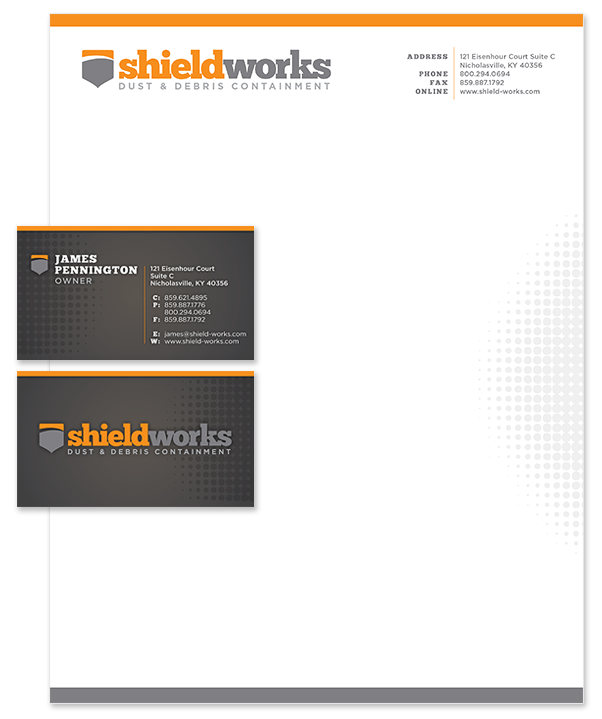 shieldworks
DUST & DEBRIS CONTAINMENT
ADDRESS 121 Eisenhour Court Suite C
Nicholasville, KY 40356
PHONE 800.294.0694
FAX 859.887.1792
ONLINE www.shield-works.com
JAMES
PENNINGTON
OWNER
121 Eisenhour Court
Suite C
Nicholasville, KY 40356
C: 859.621.4895
P: 859.887.1776
800.294.0694
F: 859.887.1792
E: james@shield-works.com
W: www.shield-works.com
shieldworks
DUST & DEBRIS CONTAINMENT